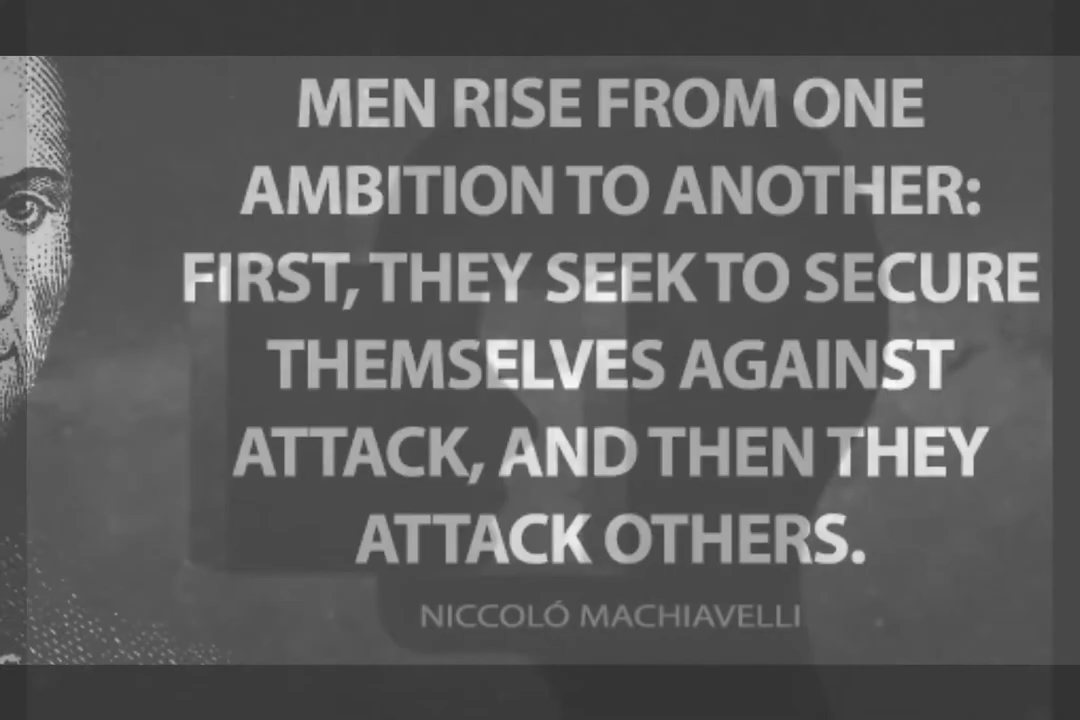 MEN RISE FROM ONE
AMBITION TO ANOTHER:
FIRST, THEY SEEK TO SECURE
THEMSELVES AGAINST
ATTACK, AND THEN THEY
ATTACK OTHERS.
NICCOLÓ MACHIAVELLI